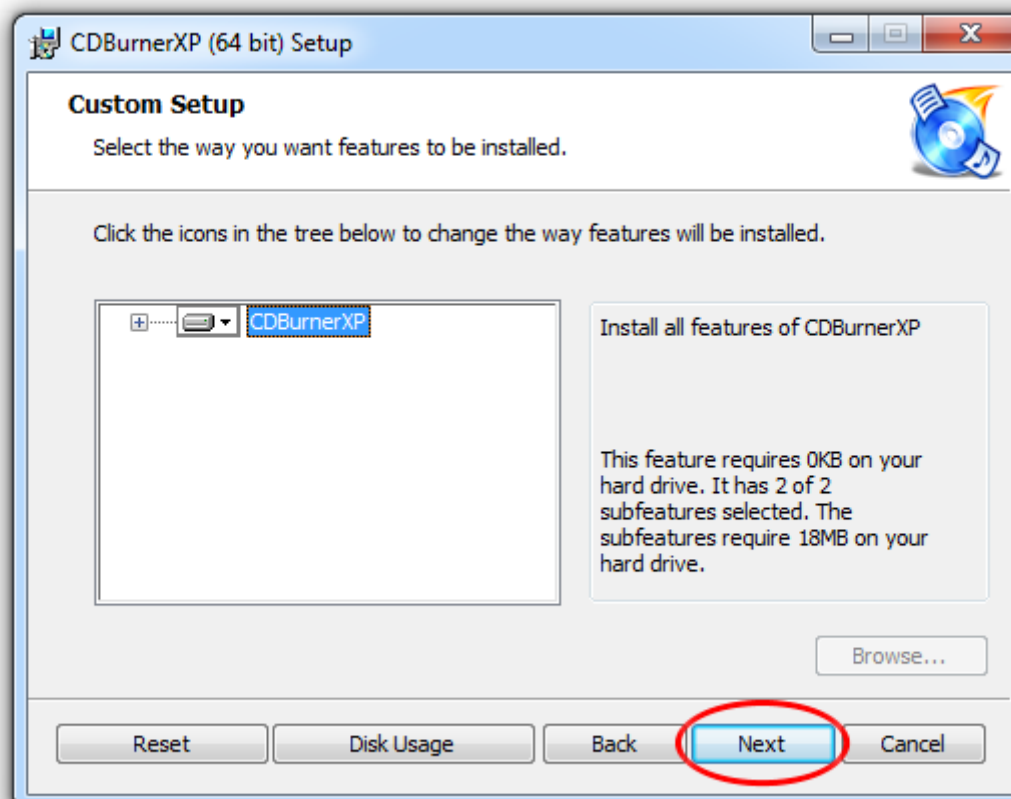 CDBurnerXP (64 bit) Setup
Custom Setup
Select the way you want features to be installed.
Click the icons in the tree below to change the way features will be installed.
CDBurnerXP
Install all features of CDBurnerXP
This feature requires 0KB on your
hard drive. It has 2 of 2
subfeatures selected. The
subfeatures require 18MB on your
hard drive.
Browse...
Reset
Disk Usage
Back
Next
Cancel